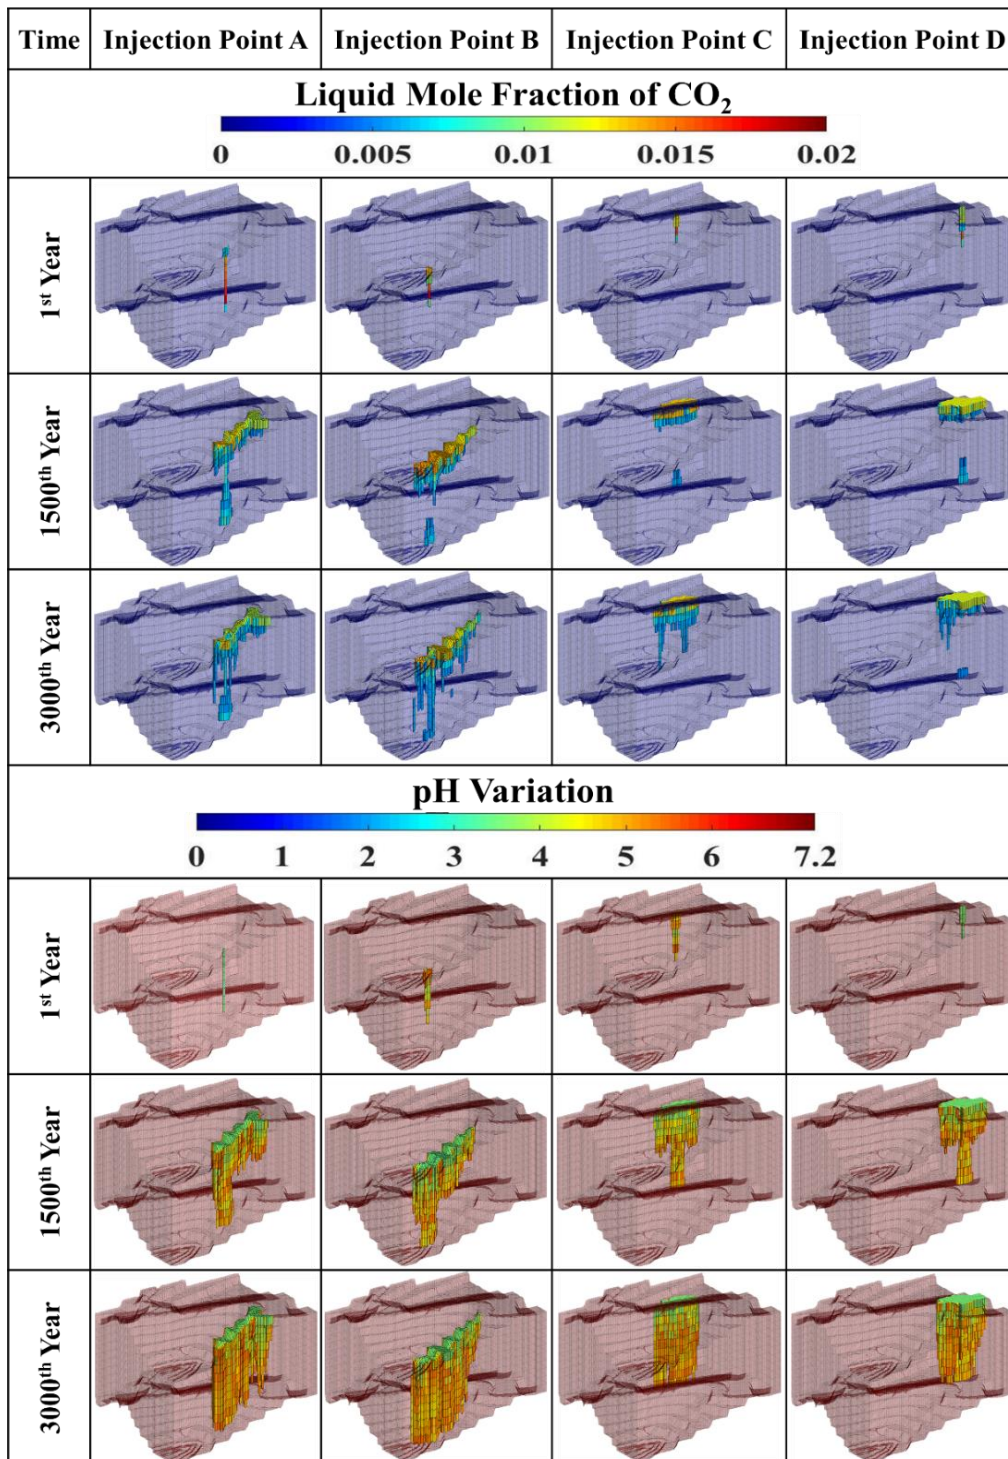 Time Injection Point A Injection Point B Injection Point C Injection Point D
Liquid Mole Fraction of CO₂
0 0.005 0.01 0.015 0.02
1ˢᵗ Year
1500ᵗʰ Year
3000ᵗʰ Year
pH Variation
0 1 2 3 4 5 6 7.2
1ˢᵗ Year
1500ᵗʰ Year
3000ᵗʰ Year